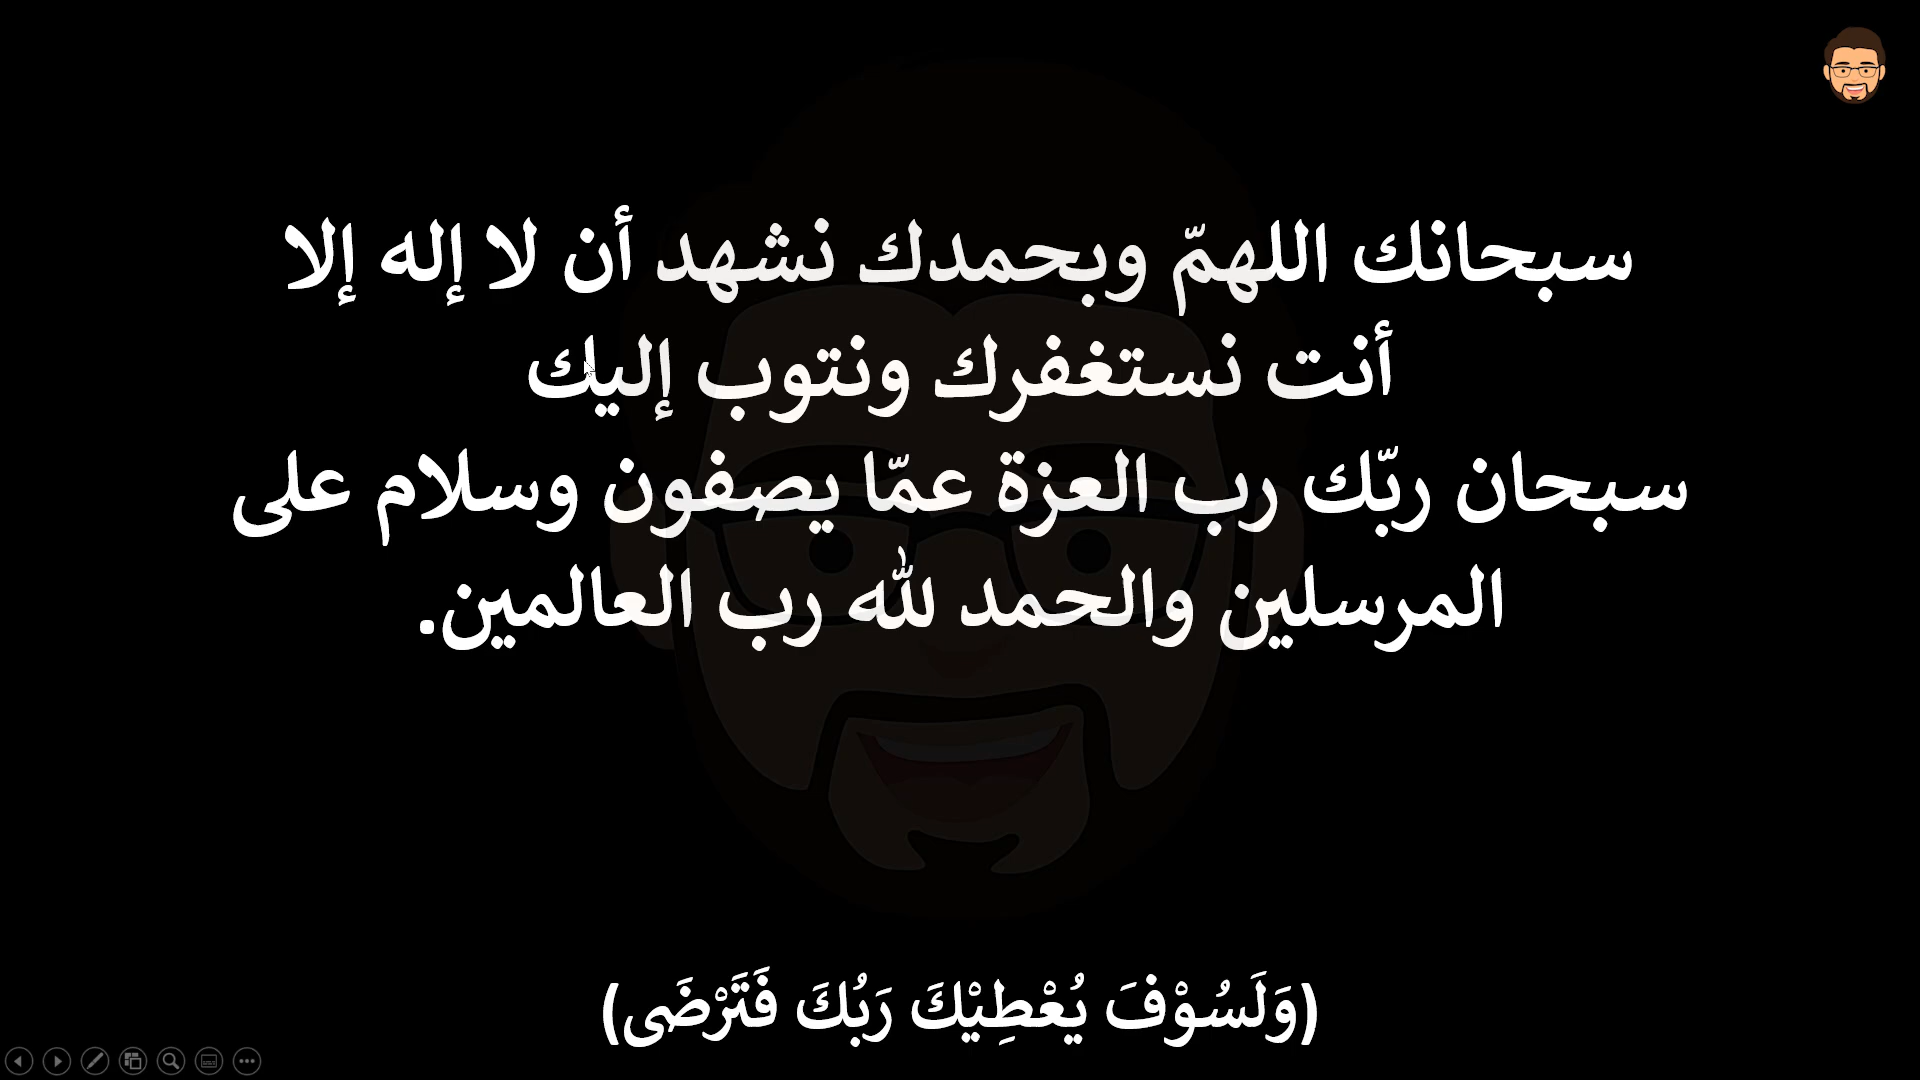 سبحانك اللهمّ وبحمدك نشهد أن لا إله إلا
أنت نستغفرك ونتوب إليك
سبحان ربّك رب العزة عمّا يصفون وسلام على
المرسلين والحمد لله رب العالمين.
(وَلَسُوْفَ يُعْطِيْكَ رَبُكَ فَتَرْضَى)